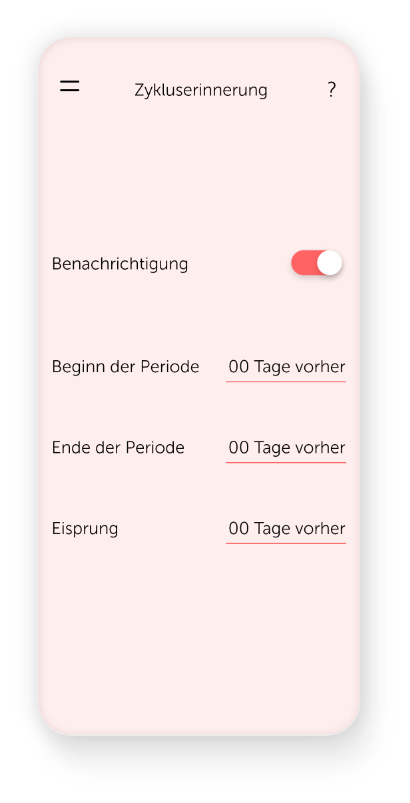 Zykluserinnerung ?
Benachrichtigung
Beginn der Periode 00 Tage vorher
Ende der Periode 00 Tage vorher
Eisprung 00 Tage vorher